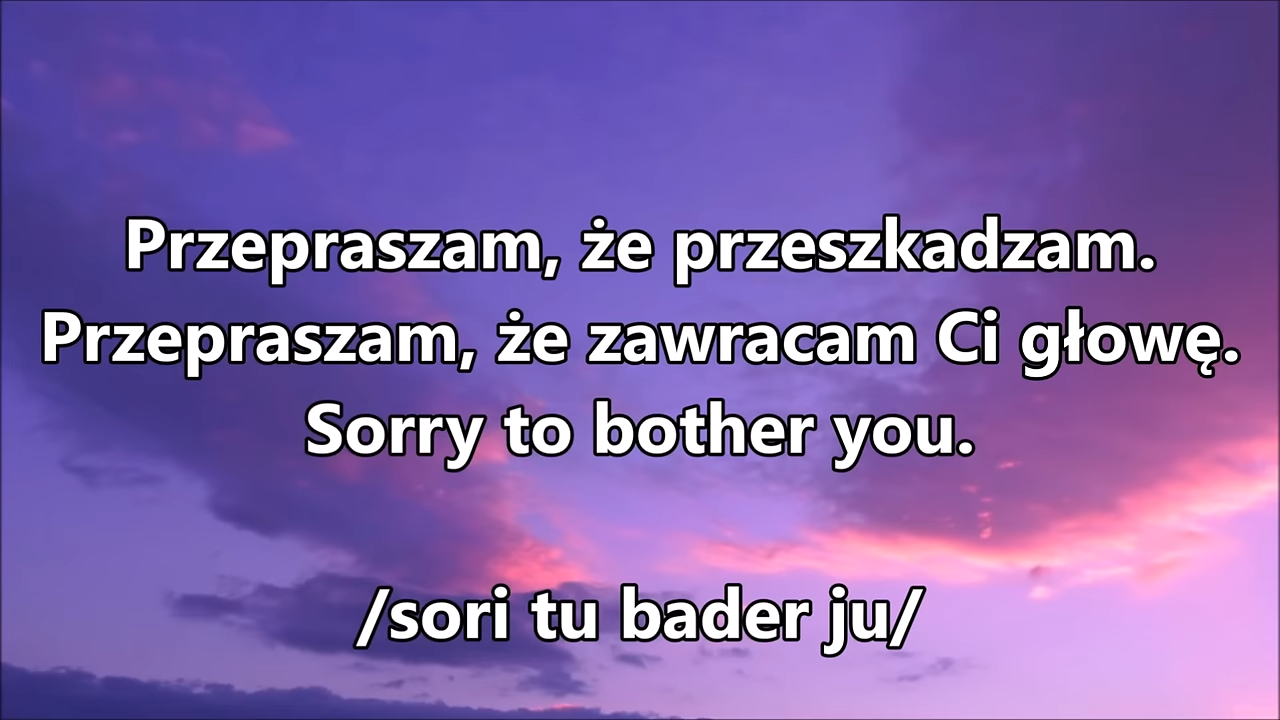 Przepraszam, że przeszkadzam.
Przepraszam, że zawracam Ci głowę.
Sorry to bother you.
/sori tu bader ju/